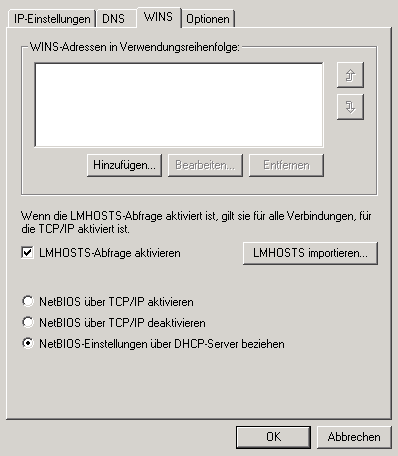 IP-Einstellungen DNS WINS Optionen
WINS-Adressen in Verwendungsreihenfolge:
Hinzufügen... Bearbeiten... Entfernen
Wenn die LMHOSTS-Abfrage aktiviert ist, gilt sie für alle Verbindungen, für
die TCP/IP aktiviert ist.
LMHOSTS-Abfrage aktivieren LMHOSTS importieren...
NetBIOS über TCP/IP aktivieren
NetBIOS über TCP/IP deaktivieren
NetBIOS-Einstellungen über DHCP-Server beziehen
OK Abbrechen